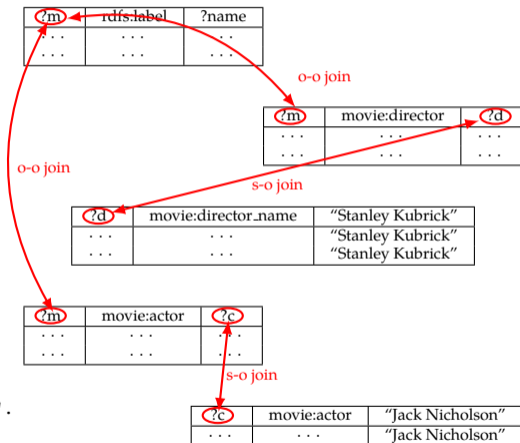 ?m rdfs:label ?name
. . . . . . . . .
. . . . . . . . .
o-o join
?m movie:director ?d
. . . . . . . . .
. . . . . . . . .
o-o join
s-o join
?d movie:director_name "Stanley Kubrick"
. . . . . . "Stanley Kubrick"
. . . . . . "Stanley Kubrick"
?m movie:actor ?c
. . . . . . . . .
. . . . . . . . .
s-o join
.
?c movie:actor "Jack Nicholson"
. . . . . . "Jack Nicholson"